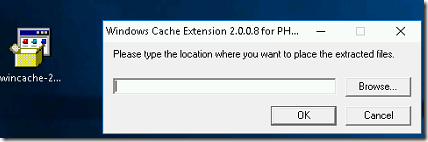 Windows Cache Extension 2.0.0.8 for PH...
Please type the location where you want to place the extracted files.
wincache-2...
Browse...
OK
Cancel